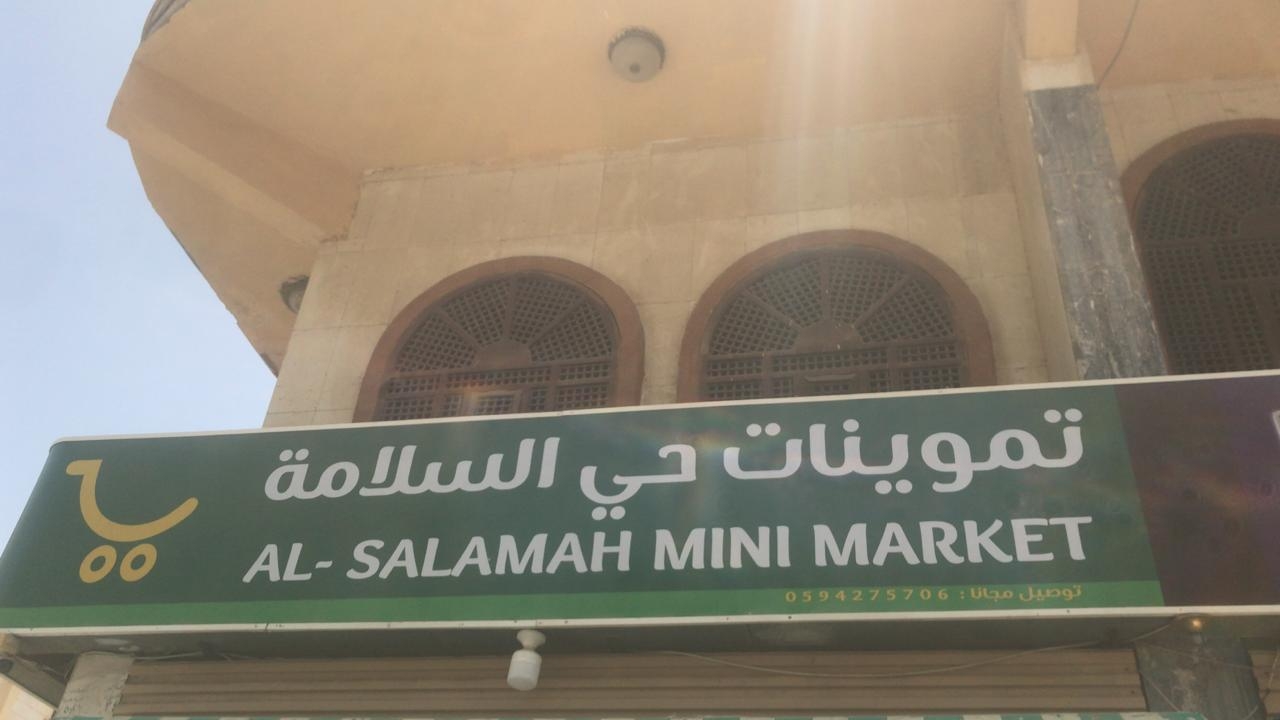 تموينات حي السلامة
AL- SALAMAH MINI MARKET
توصيل مجانا : 0594275706